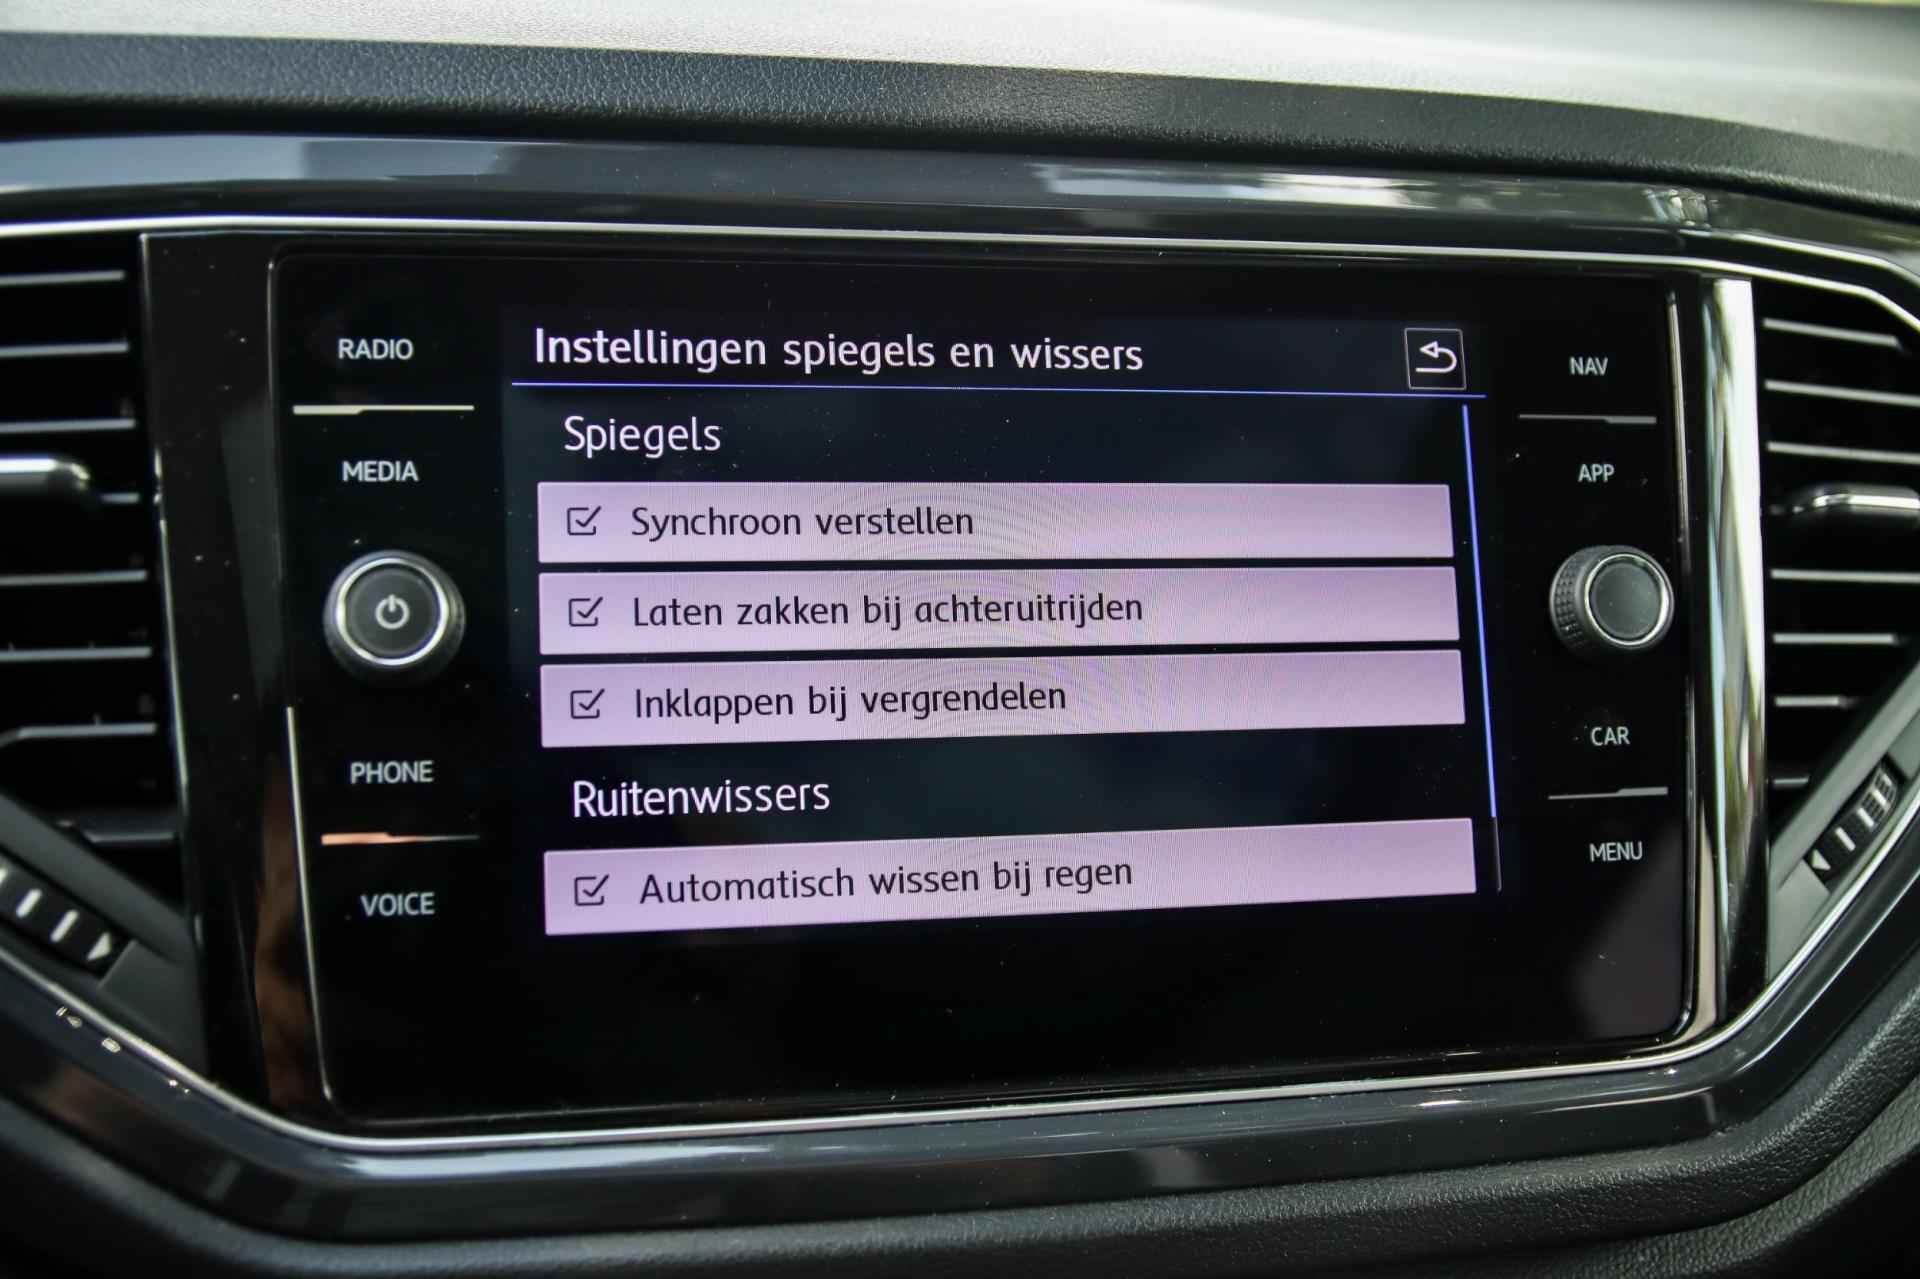 RADIO
MEDIA
PHONE
VOICE
Instellingen spiegels en wissers
Spiegels
Synchroon verstellen
Laten zakken bij achteruitrijden
Inklappen bij vergrendelen
Ruitenwissers
Automatisch wissen bij regen
NAV
APP
CAR
MENU